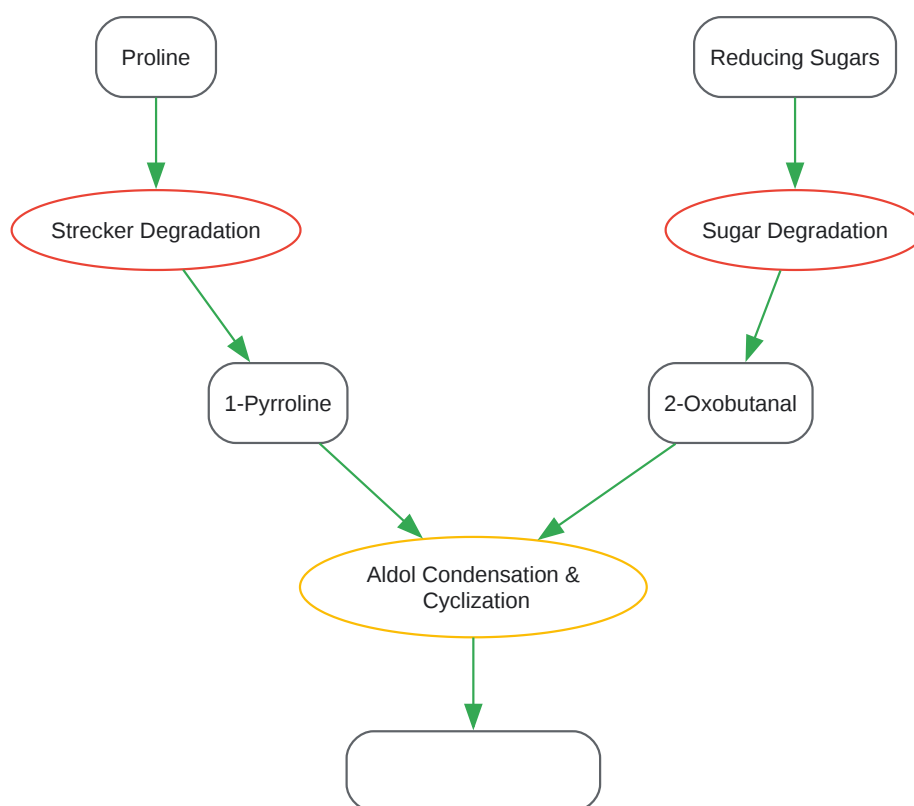 Proline
Reducing Sugars
Strecker Degradation
Sugar Degradation
1-Pyrroline
2-Oxobutanal
Aldol Condensation &
Cyclization